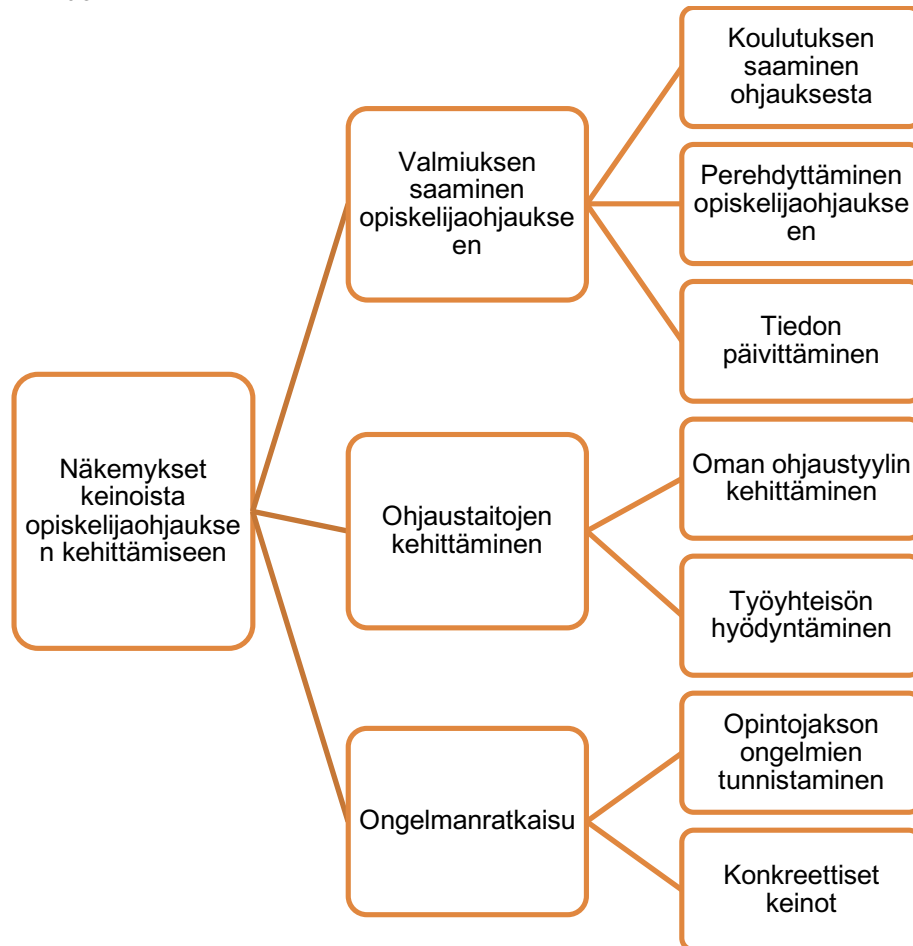 Näkemykset
keinoista
opiskelijaohjaukse
n kehittämiseen
Valmiuksen
saaminen
opiskelijaohjaukse
en
Koulutuksen
saaminen
ohjauksesta
Perehdyttäminen
opiskelijaohjaukse
en
Tiedon
päivittäminen
Ohjaustaitojen
kehittäminen
Oman ohjaustyylin
kehittäminen
Työyhteisön
hyödyntäminen
Ongelmanratkaisu
Opintojakson
ongelmien
tunnistaminen
Konkreettiset
keinot